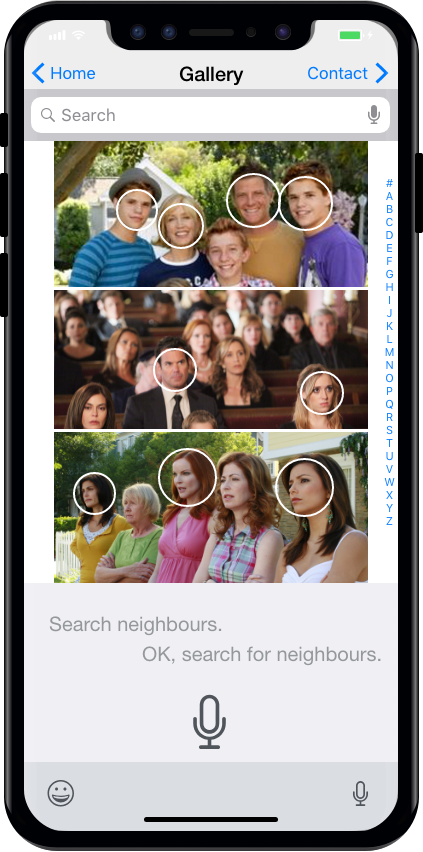 Home Gallery Contact
Search
#
A
B
C
D
E
F
G
H
I
J
K
L
M
N
O
P
Q
R
S
T
U
V
W
X
Y
Z
Search neighbours.
OK, search for neighbours.